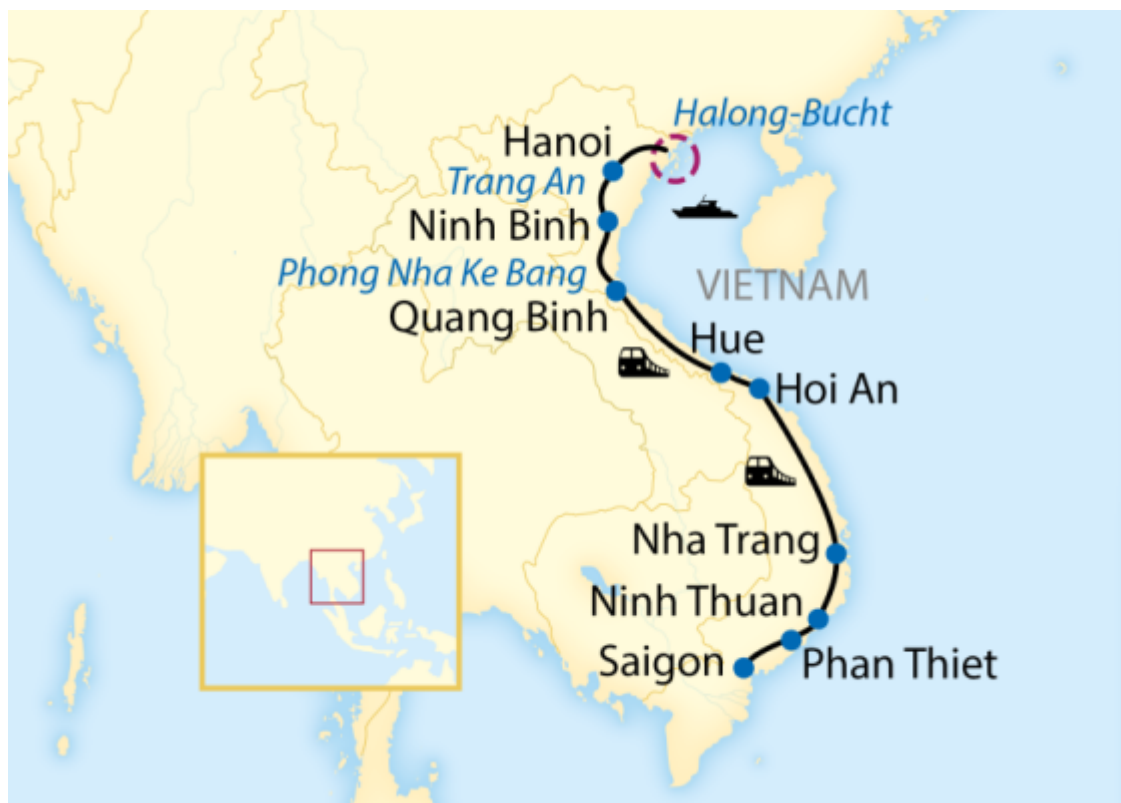 Halong-Bucht
Hanoi
Trang An
Ninh Binh
Phong Nha Ke Bang
VIETNAM
Quang Binh
Hue
Hoi An
Nha Trang
Ninh Thuan
Saigon
Phan Thiet